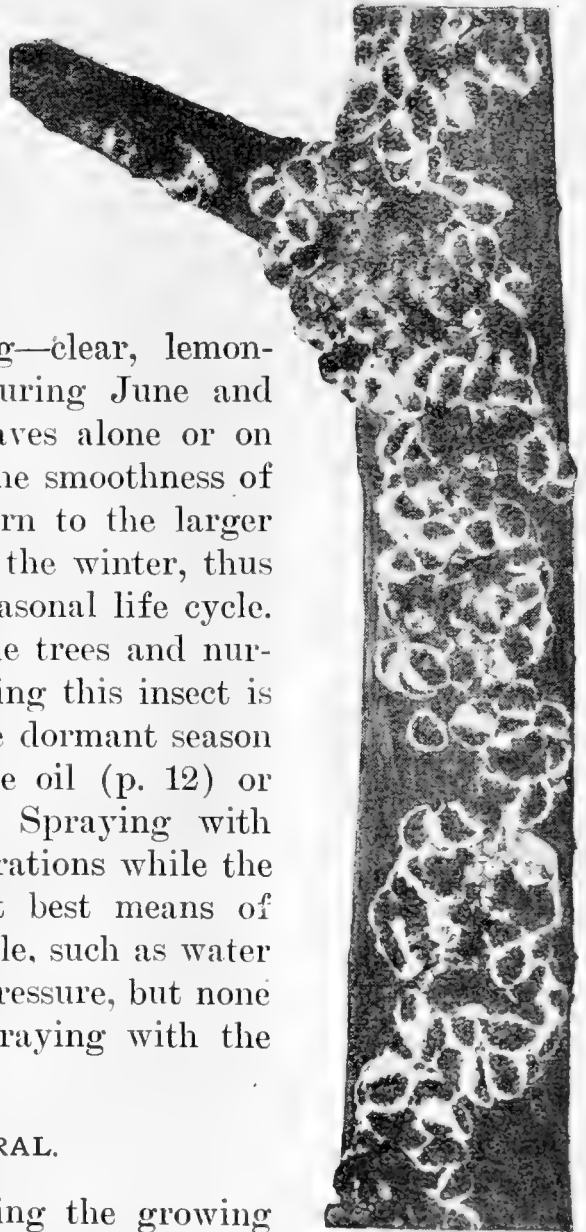 g—clear, lemon-
uring June and
aves alone or on
he smoothness of
rn to the larger
the winter, thus
asonal life cycle.
e trees and nur-
ing this insect is
e dormant season
e oil (p. 12) or
Spraying with
rations while the
t best means of
le, such as water
ressure, but none
raying with the
RAL.
ing the growing